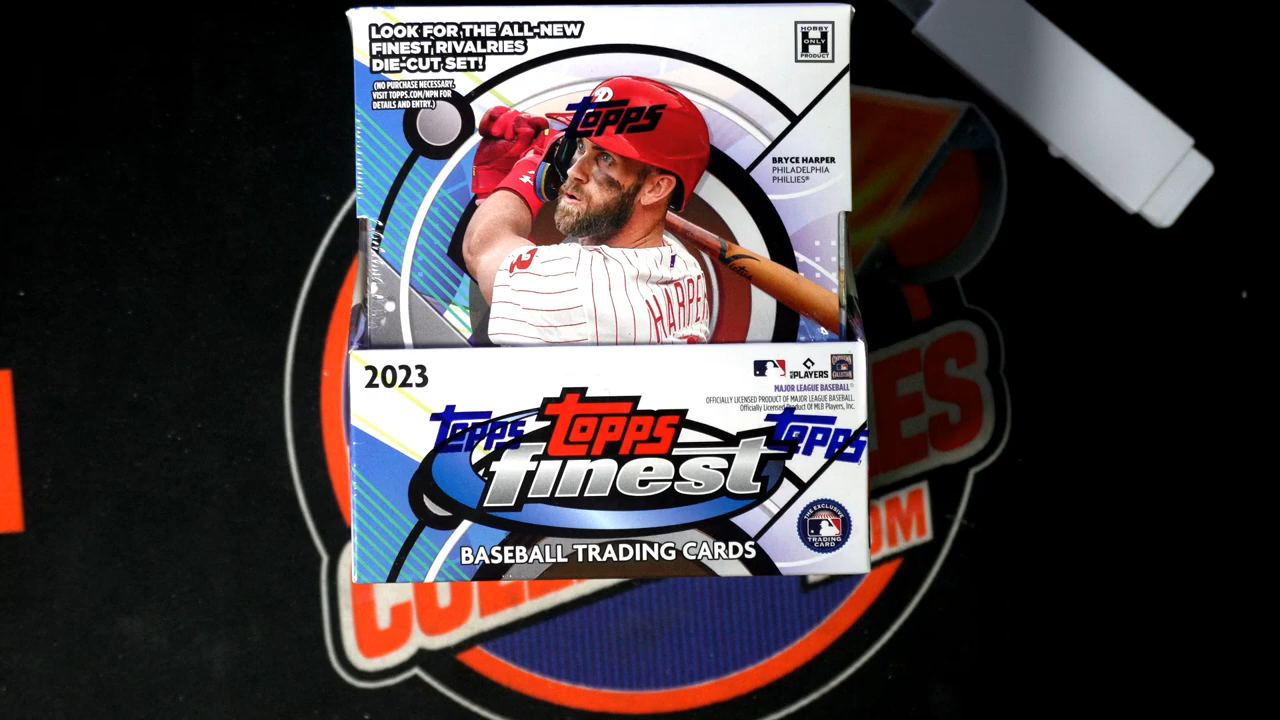 LOOK FOR THE ALL-NEW
FINEST RIVALRIES
DIE-CUT SET!
(NO PURCHASE NECESSARY.
VISIT TOPPS.COM/NPN FOR
DETAILS AND ENTRY.)
HOBBY
H
ONLY
PRODUCT
P
topps
BRYCE HARPER
PHILADELPHIA
PHILLIES®
HARPER
2023
PLAYERS
MAJOR LEAGUE BASEBALL®
OFFICIALLY LICENSED PRODUCT OF MAJOR LEAGUE BASEBALL.
Officially Licensed Product Of MLB Players, Inc.
topps topps topps
finest
BASEBALL TRADING CARDS
THE EXCLUSIVE
TRADING
CARD